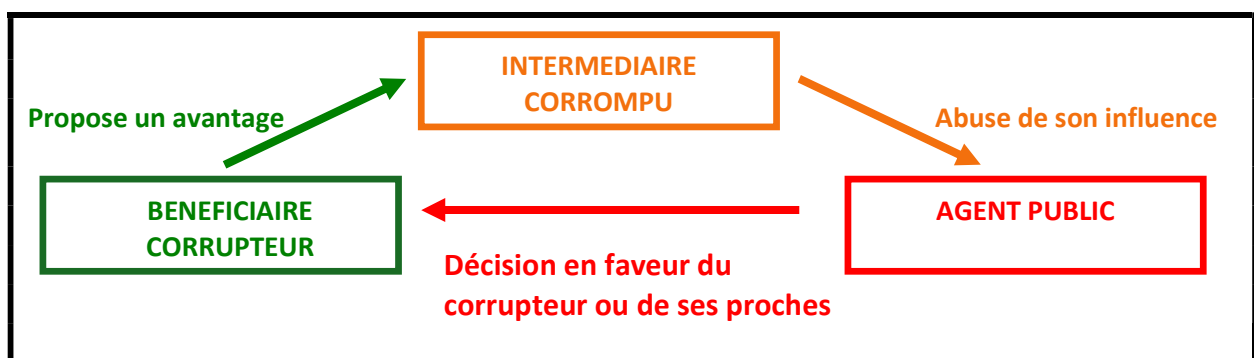 INTERMEDIAIRE
CORROMPU
Propose un avantage
Abuse de son influence
BENEFICIAIRE
CORRUPTEUR
AGENT PUBLIC
Décision en faveur du
corrupteur ou de ses proches